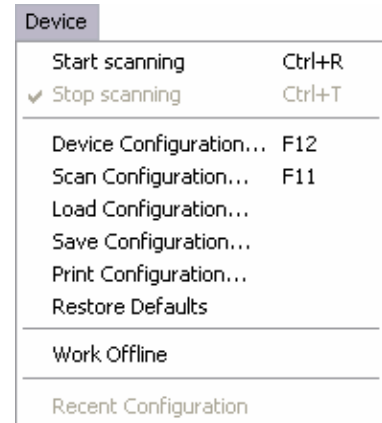 Device
Start scanning Ctrl+R
Stop scanning Ctrl+T
Device Configuration... F12
Scan Configuration... F11
Load Configuration...
Save Configuration...
Print Configuration...
Restore Defaults
Work Offline
Recent Configuration